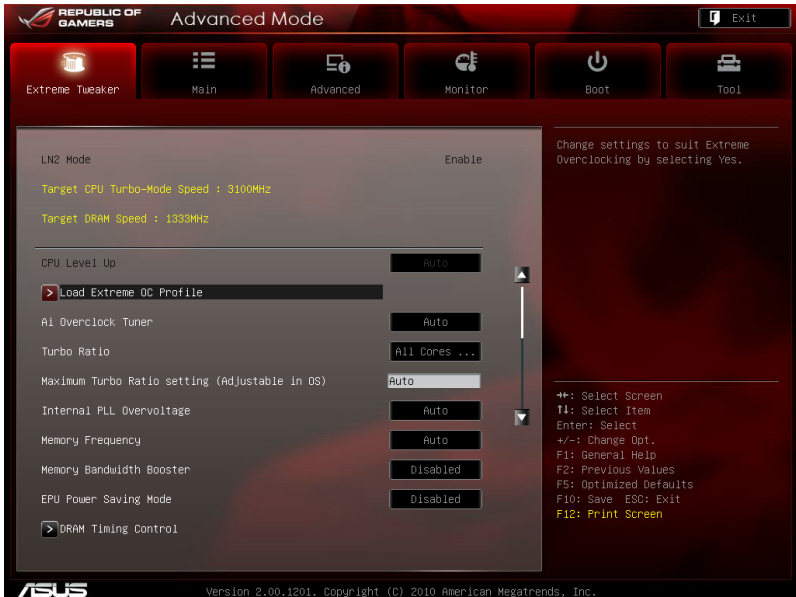 REPUBLIC OF
GAMERS
Advanced Mode
Exit
Extreme Tweaker
Main
Advanced
Monitor
Boot
Tool
LN2 Mode Enable
Target CPU Turbo-Mode Speed : 3100MHz
Target DRAM Speed : 1333MHz
CPU Level Up Auto
> Load Extreme OC Profile
Ai Overclock Tuner Auto
Turbo Ratio All Cores ...
Maximum Turbo Ratio setting (Adjustable in OS) Auto
Internal PLL Overvoltage Auto
Memory Frequency Auto
Memory Bandwidth Booster Disabled
EPU Power Saving Mode Disabled
> DRAM Timing Control
Change settings to suit Extreme
Overclocking by selecting Yes.
→←: Select Screen
↑↓: Select Item
Enter: Select
+/-: Change Opt.
F1: General Help
F2: Previous Values
F5: Optimized Defaults
F10: Save ESC: Exit
F12: Print Screen
ASUS
Version 2.00.1201. Copyright (C) 2010 American Megatrends, Inc.